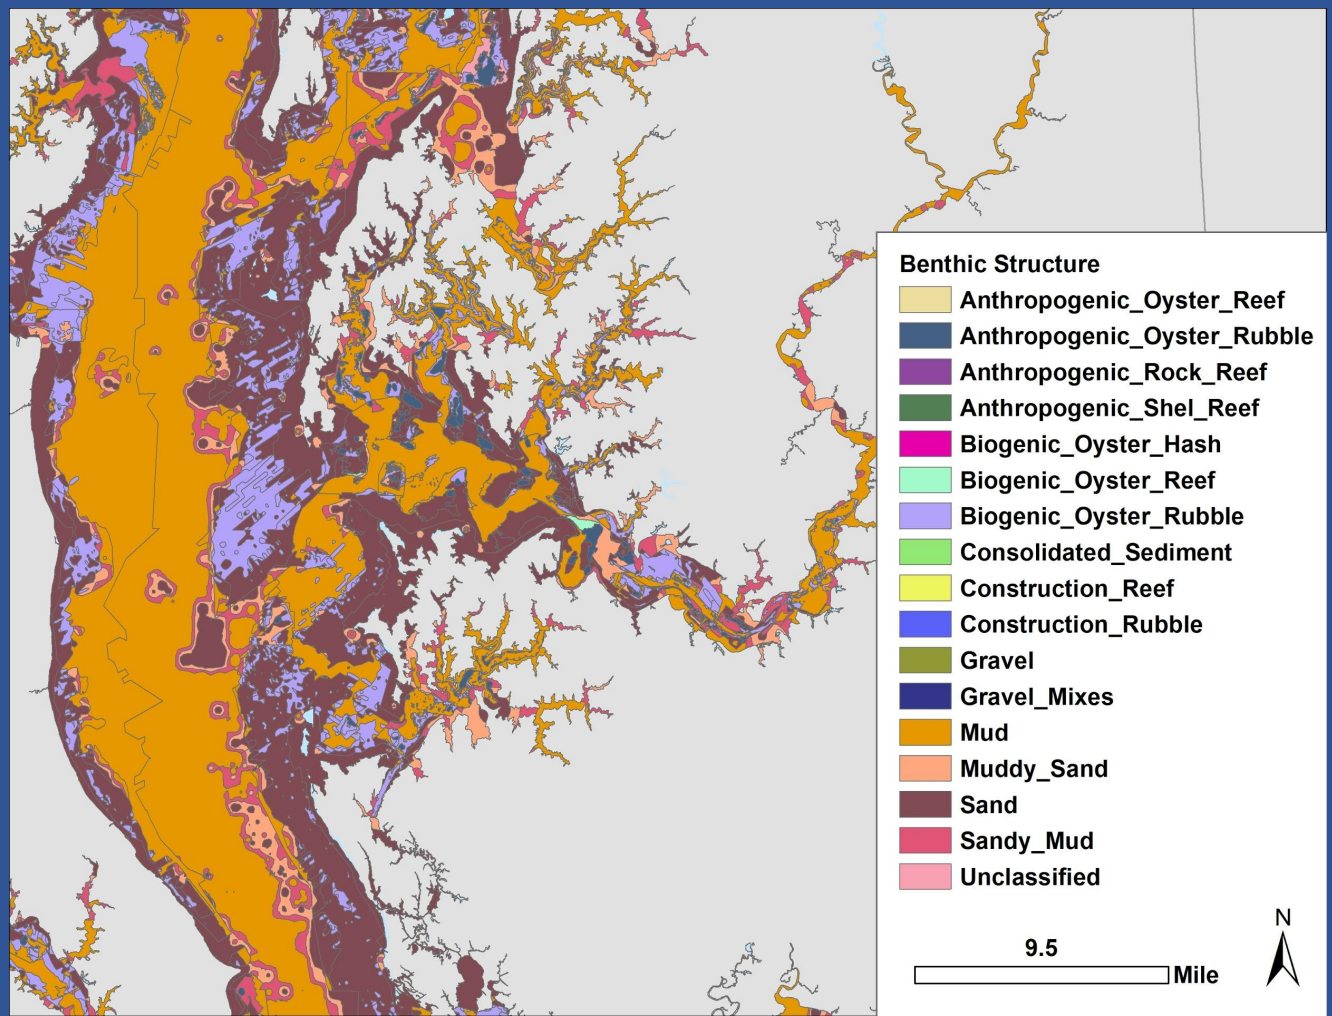 Benthic Structure
Anthropogenic_Oyster_Reef
Anthropogenic_Oyster_Rubble
Anthropogenic_Rock_Reef
Anthropogenic_Shel_Reef
Biogenic_Oyster_Hash
Biogenic_Oyster_Reef
Biogenic_Oyster_Rubble
Consolidated_Sediment
Construction_Reef
Construction_Rubble
Gravel
Gravel_Mixes
Mud
Muddy_Sand
Sand
Sandy_Mud
Unclassified
N
9.5
Mile